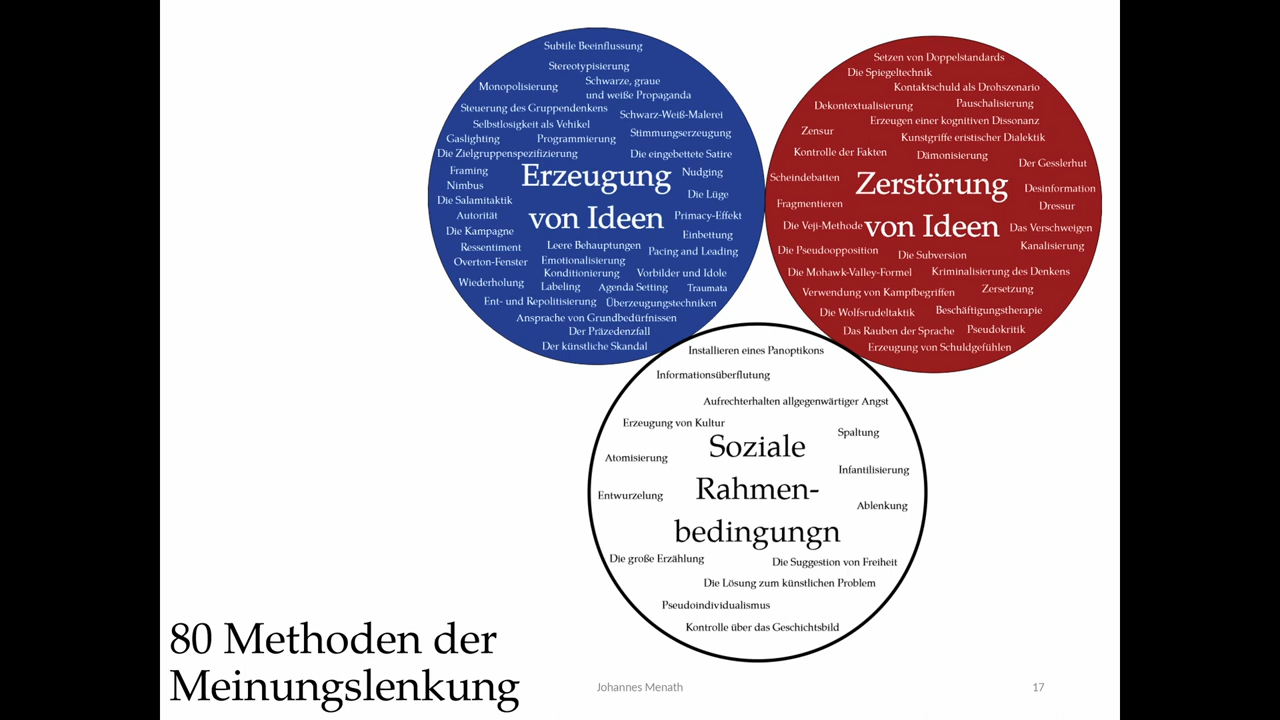 Subtile Beeinflussung
Stereotypisierung
Monopolisierung
Schwarze, graue
und weiße Propaganda
Steuerung des Gruppendenkens
Schwarz-Weiß-Malerei
Selbstlosigkeit als Vehikel
Stimmungserzeugung
Gaslighting
Programmierung
Die Zielgruppenspezifizierung
Die eingebettete Satire
Framing
Nudging
Erzeugung
von Ideen
Nimbus
Die Lüge
Die Salamitaktik
Autorität
Primacy-Effekt
Die Kampagne
Einbettung
Ressentiment
Leere Behauptungen
Pacing and Leading
Overton-Fenster
Emotionalisierung
Konditionierung
Vorbilder und Idole
Wiederholung
Labeling
Agenda Setting
Traumata
Ent- und Repolitisierung
Überzeugungstechniken
Ansprache von Grundbedürfnissen
Der Präzedenzfall
Der künstliche Skandal
Setzen von Doppelstandards
Die Spiegeltechnik
Kontaktschuld als Drohszenario
Dekontextualisierung
Pauschalisierung
Erzeugen einer kognitiven Dissonanz
Zensur
Kunstgriffe eristischer Dialektik
Kontrolle der Fakten
Dämonisierung
Der Gesslerhut
Scheindebatten
Zerstörung
von Ideen
Desinformation
Fragmentieren
Dressur
Die Veji-Methode
Das Verschweigen
Die Pseudoopposition
Die Subversion
Kanalisierung
Die Mohawk-Valley-Formel
Kriminalisierung des Denkens
Verwendung von Kampfbegriffen
Zersetzung
Die Wolfsrudeltaktik
Beschäftigungstherapie
Das Rauben der Sprache
Pseudokritik
Erzeugung von Schuldgefühlen
Installieren eines Panoptikons
Informationsüberflutung
Aufrechterhalten allgegenwärtiger Angst
Erzeugung von Kultur
Spaltung
Soziale
Rahmen-
bedingungn
Atomisierung
Infantilisierung
Entwurzelung
Ablenkung
Die große Erzählung
Die Suggestion von Freiheit
Die Lösung zum künstlichen Problem
Pseudoindividualismus
Kontrolle über das Geschichtsbild
80 Methoden der
Meinungslenkung
Johannes Menath
17